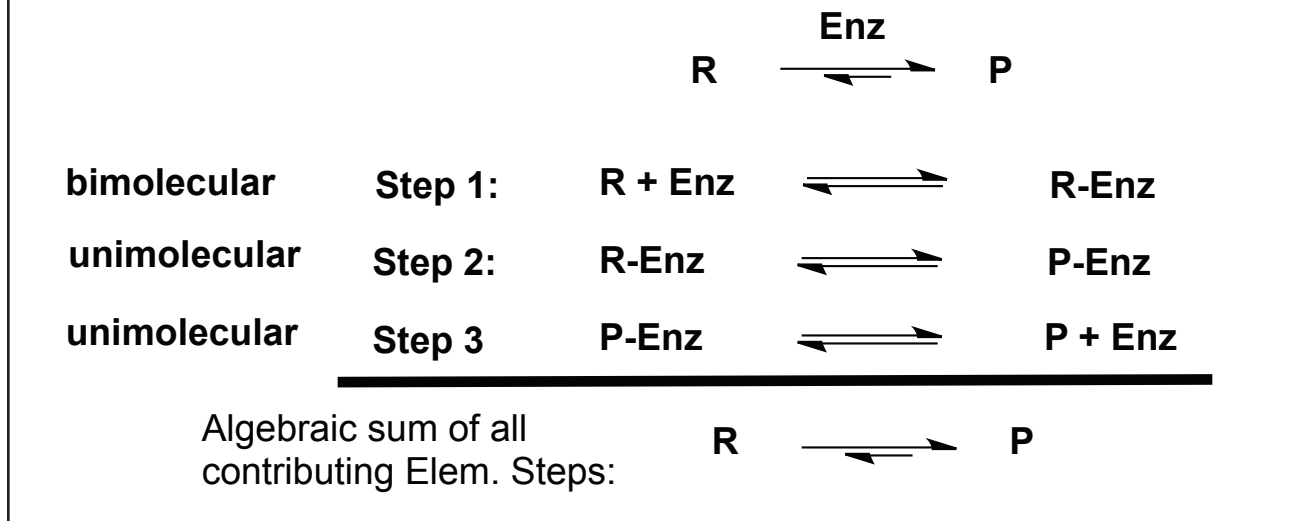 Enz
R P
bimolecular Step 1: R + Enz R-Enz
unimolecular Step 2: R-Enz P-Enz
unimolecular Step 3 P-Enz P + Enz
Algebraic sum of all
contributing Elem. Steps: R P